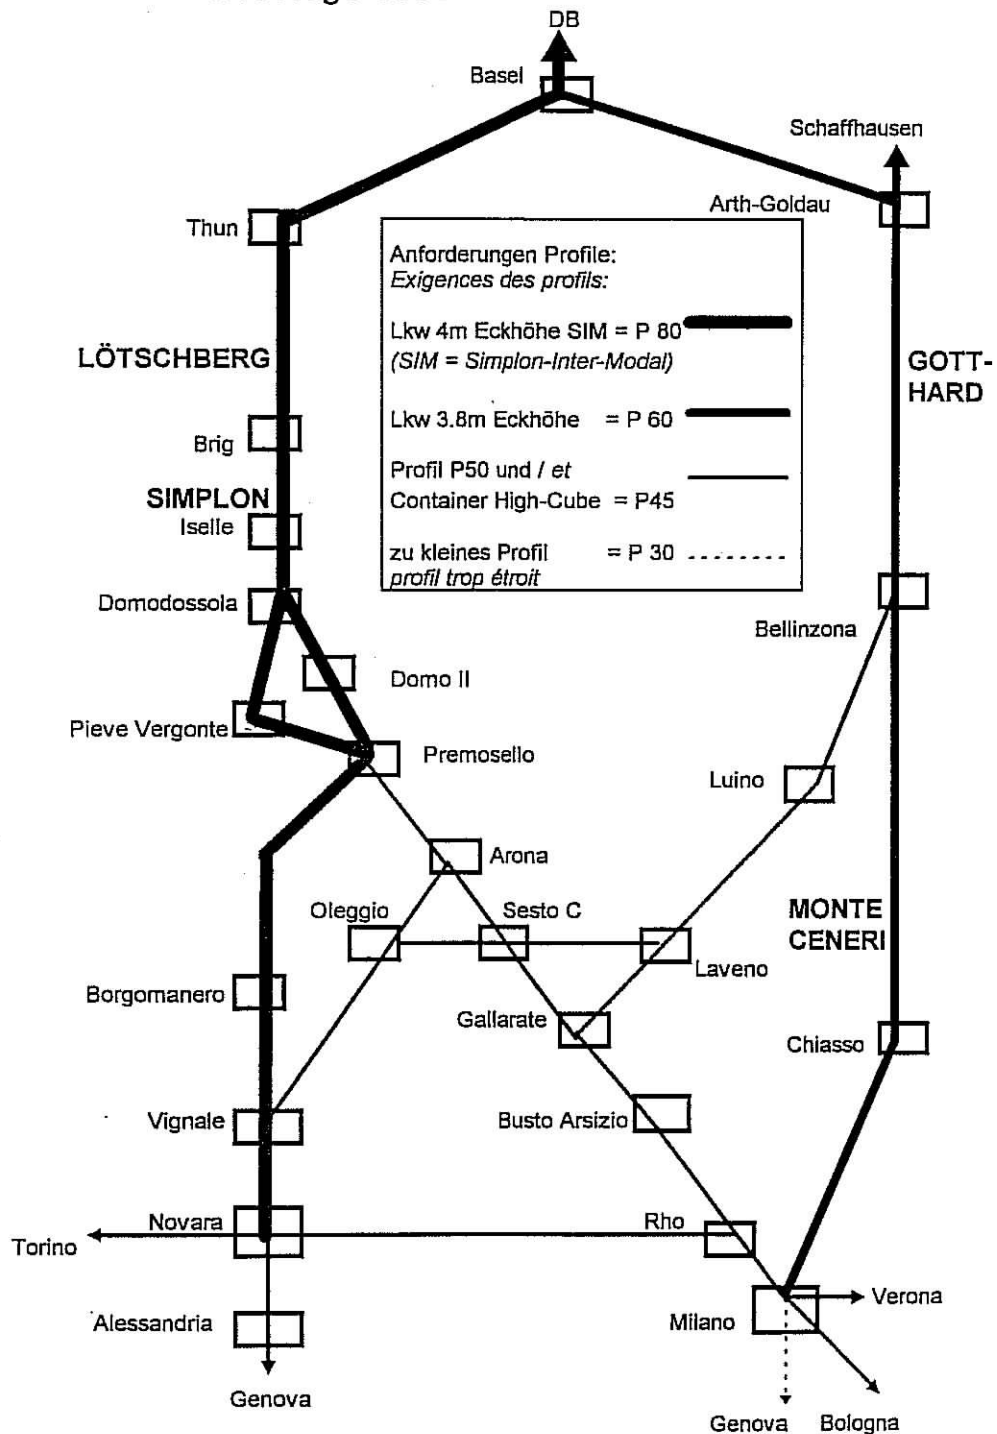 DB
Basel
Schaffhausen
Arth-Goldau
Thun
Anforderungen Profile:
Exigences des profils:
Lkw 4m Eckhöhe SIM = P 80
(SIM = Simplon-Inter-Modal)
Lkw 3.8m Eckhöhe = P 60
Profil P50 und / et
Container High-Cube = P45
zu kleines Profil = P 30
profil trop étroit
LÖTSCHBERG
GOTT-
HARD
Brig
SIMPLON
Iselle
Domodossola
Bellinzona
Domo II
Pieve Vergonte
Premosello
Luino
Arona
Oleggio
Sesto C
MONTE
CENERI
Laveno
Borgomanero
Gallarate
Chiasso
Vignale
Busto Arsizio
Novara
Rho
Torino
Verona
Alessandria
Milano
Genova
Genova
Bologna